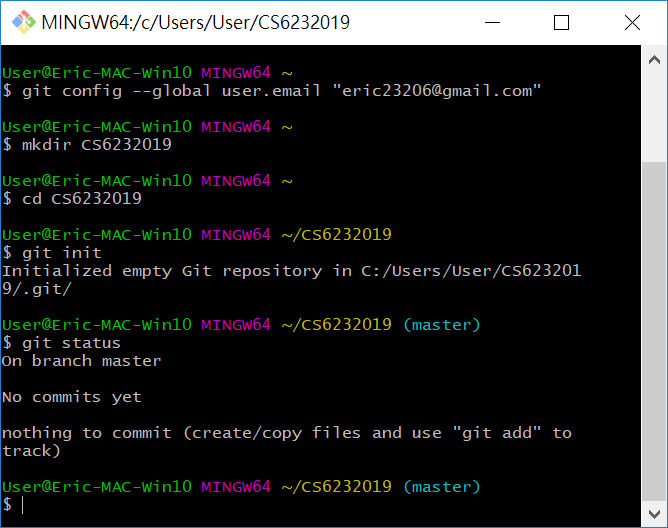 MINGW64:/c/Users/User/CS6232019
User@Eric-MAC-Win10 MINGW64 ~
$ git config --global user.email "eric23206@gmail.com"
User@Eric-MAC-Win10 MINGW64 ~
$ mkdir CS6232019
User@Eric-MAC-Win10 MINGW64 ~
$ cd CS6232019
User@Eric-MAC-Win10 MINGW64 ~/CS6232019
$ git init
Initialized empty Git repository in C:/Users/User/CS623201
9/.git/
User@Eric-MAC-Win10 MINGW64 ~/CS6232019 (master)
$ git status
On branch master
No commits yet
nothing to commit (create/copy files and use "git add" to
track)
User@Eric-MAC-Win10 MINGW64 ~/CS6232019 (master)
$